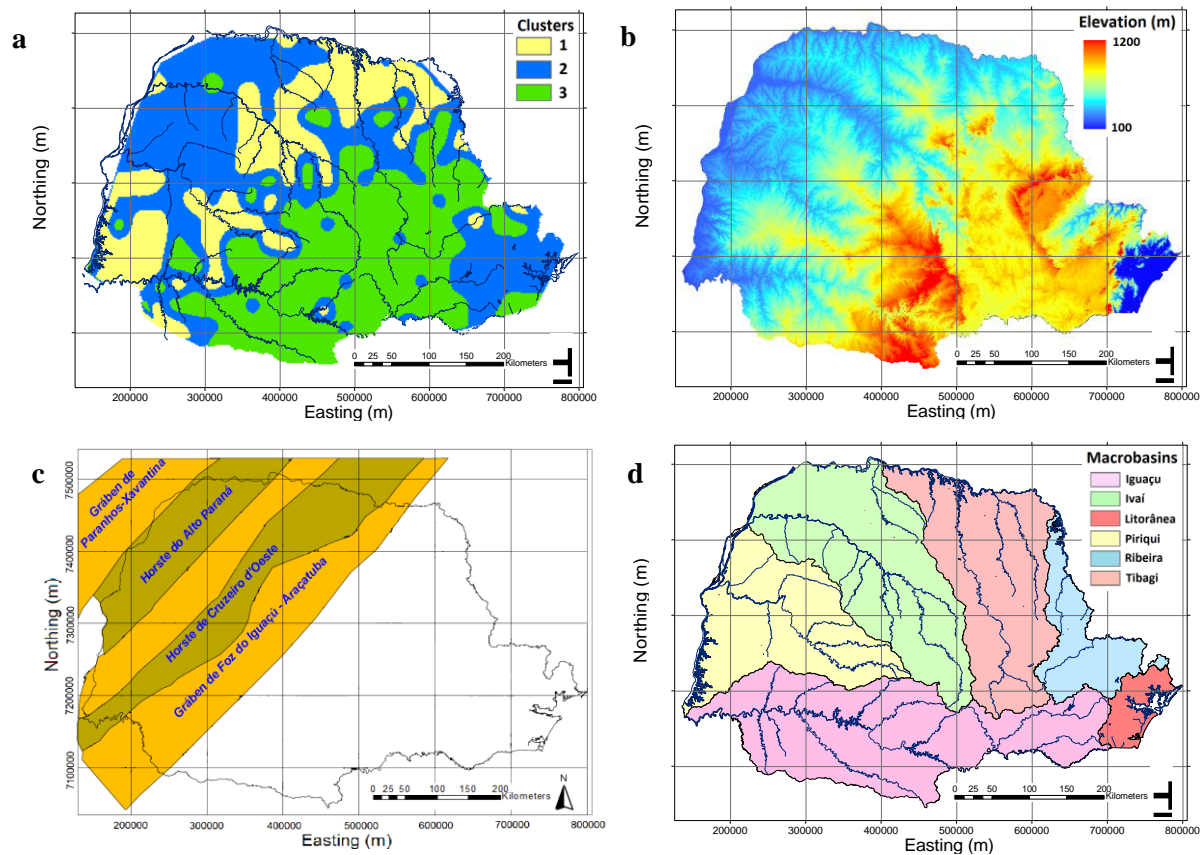 a
Clusters
1
2
3
Northing (m)
0 25 50 100 150 200
Kilometers
200000 300000 400000 500000 600000 700000 800000
Easting (m)
b
Elevation (m)
1200
100
Northing (m)
0 25 50 100 150 200
Kilometers
200000 300000 400000 500000 600000 700000 800000
Easting (m)
c
Gráben de
Paranhos-Xavantina
Horste do Alto Paraná
Horste de Cruzeiro d'Oeste
Gráben de Foz do Iguaçú - Araçatuba
7500000
7400000
7300000
7200000
7100000
Northing (m)
N
0 25 50 100 150 200
Kilometers
200000 300000 400000 500000 600000 700000 800000
Easting (m)
d
Macrobasins
Iguaçu
Ivaí
Litorânea
Piriqui
Ribeira
Tibagi
Northing (m)
0 25 50 100 150 200
Kilometers
200000 300000 400000 500000 600000 700000 800000
Easting (m)